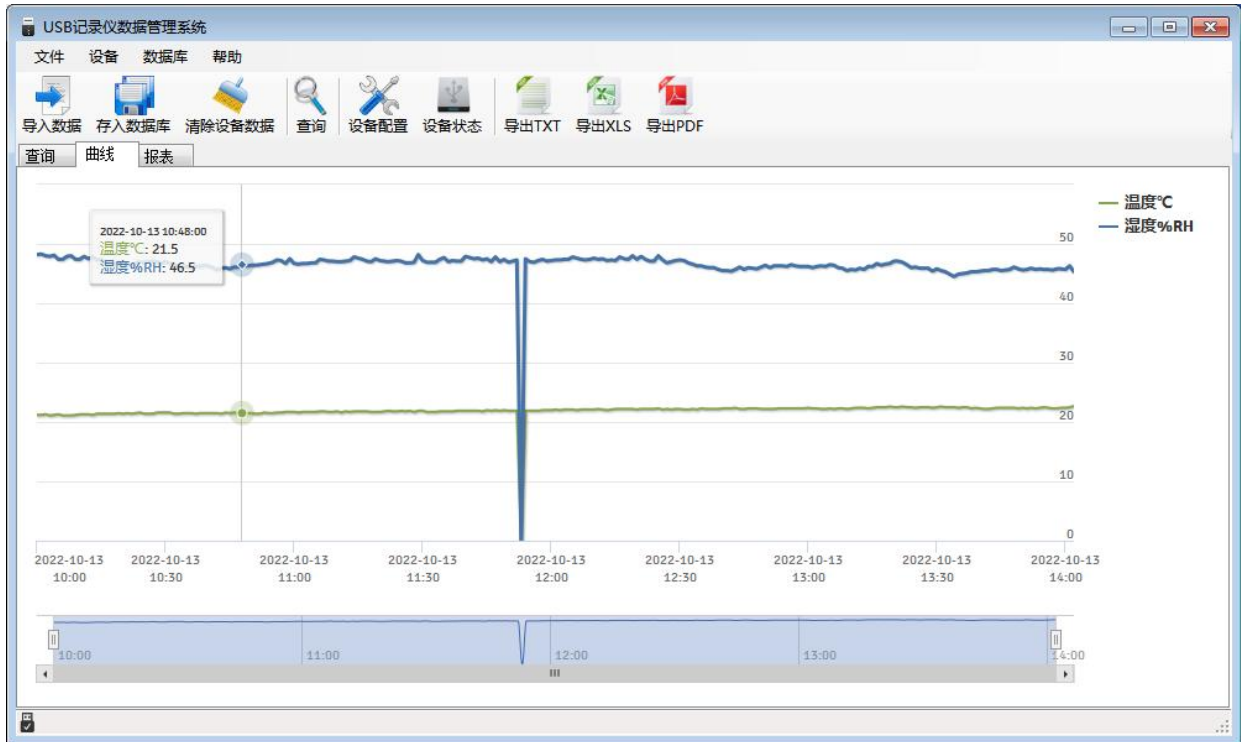 USB记录仪数据管理系统
文件 设备 数据库 帮助
导入数据 存入数据库 清除设备数据 查询 设备配置 设备状态 导出TXT 导出XLS 导出PDF
查询 曲线 报表
温度℃
湿度%RH
2022-10-13 10:48:00
温度℃: 21.5
湿度%RH: 46.5
50
40
30
20
10
0
2022-10-13 2022-10-13 2022-10-13 2022-10-13 2022-10-13 2022-10-13 2022-10-13 2022-10-13 2022-10-13
10:00 10:30 11:00 11:30 12:00 12:30 13:00 13:30 14:00
10:00 11:00 12:00 13:00 14:00